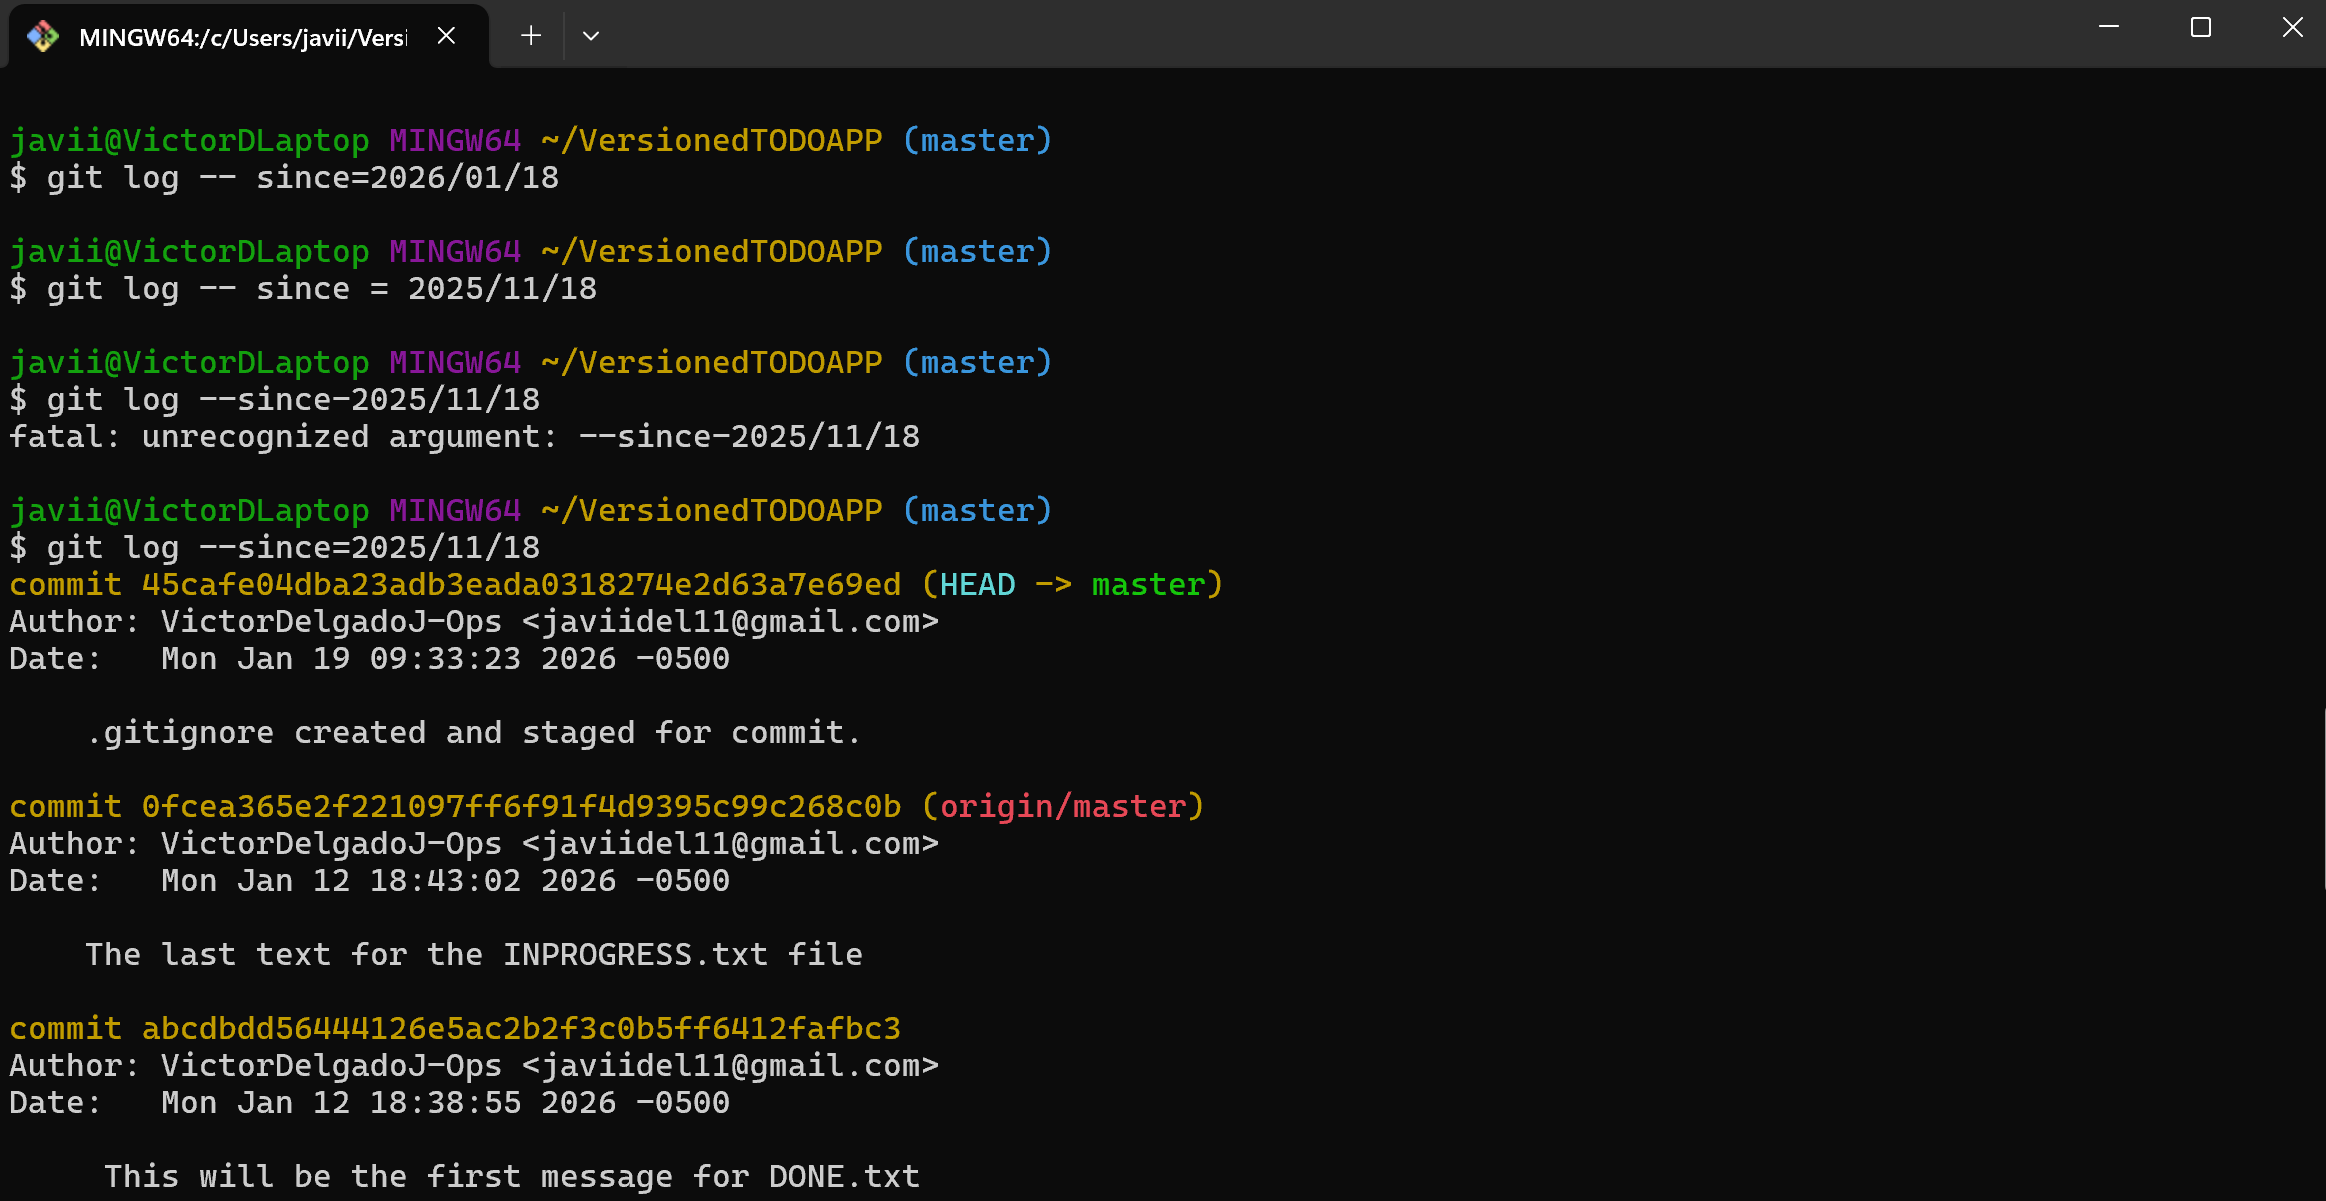 MINGW64:/c/Users/javii/Versi
javii@VictorDLaptop MINGW64 ~/VersionedTODOAPP (master)
$ git log -- since=2026/01/18
javii@VictorDLaptop MINGW64 ~/VersionedTODOAPP (master)
$ git log -- since = 2025/11/18
javii@VictorDLaptop MINGW64 ~/VersionedTODOAPP (master)
$ git log --since-2025/11/18
fatal: unrecognized argument: --since-2025/11/18
javii@VictorDLaptop MINGW64 ~/VersionedTODOAPP (master)
$ git log --since=2025/11/18
commit 45cafe04dba23adb3eada0318274e2d63a7e69ed (HEAD -> master)
Author: VictorDelgadoJ-Ops <javiidel11@gmail.com>
Date:   Mon Jan 19 09:33:23 2026 -0500
.gitignore created and staged for commit.
commit 0fcea365e2f221097ff6f91f4d9395c99c268c0b (origin/master)
Author: VictorDelgadoJ-Ops <javiidel11@gmail.com>
Date:   Mon Jan 12 18:43:02 2026 -0500
The last text for the INPROGRESS.txt file
commit abcdbdd56444126e5ac2b2f3c0b5ff6412fafbc3
Author: VictorDelgadoJ-Ops <javiidel11@gmail.com>
Date:   Mon Jan 12 18:38:55 2026 -0500
This will be the first message for DONE.txt